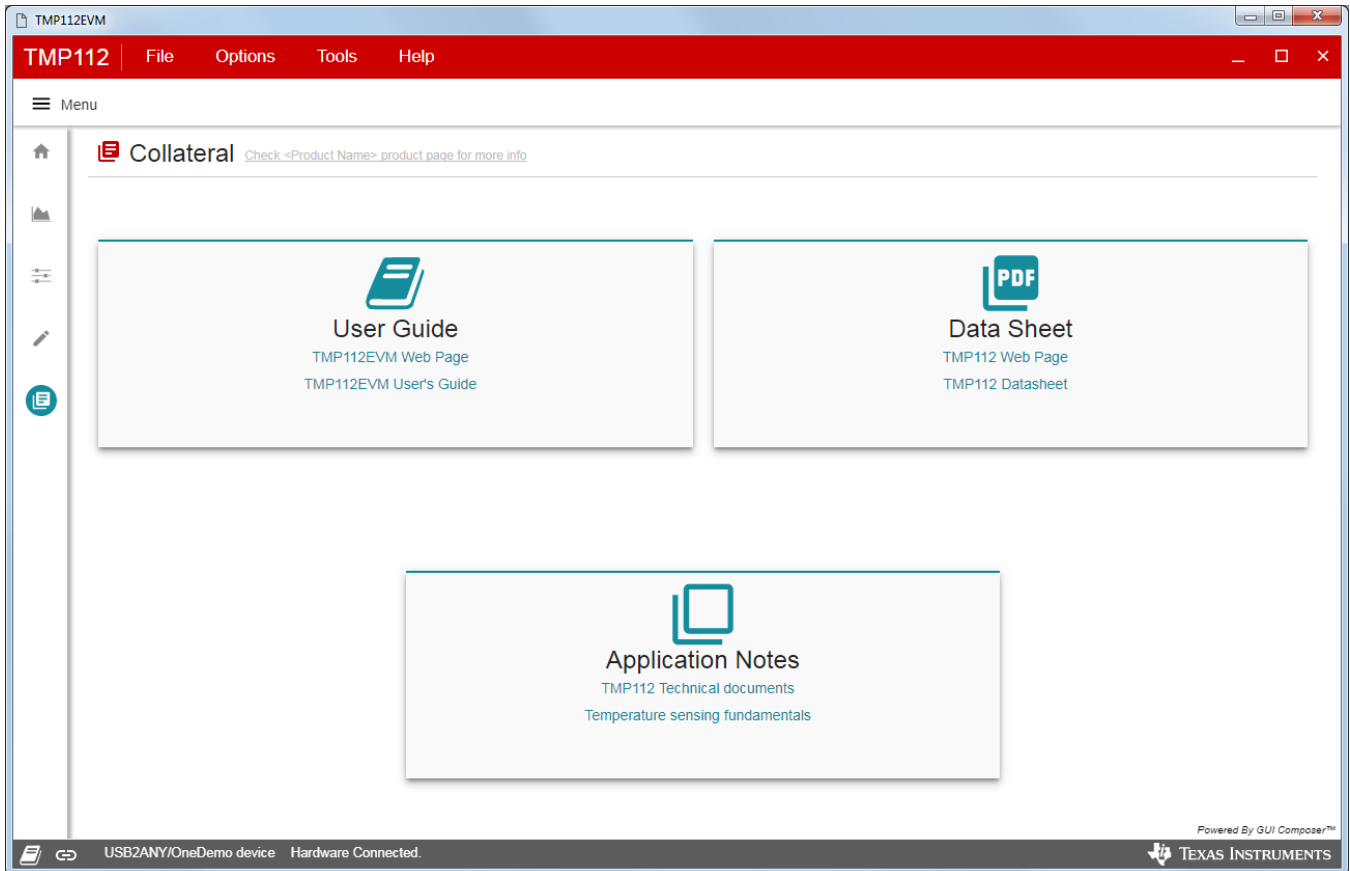 TMP112EVM
TMP112 File Options Tools Help
Menu
Collateral Check <Product Name> product page for more info
User Guide
TMP112EVM Web Page
TMP112EVM User's Guide
PDF
Data Sheet
TMP112 Web Page
TMP112 Datasheet
Application Notes
TMP112 Technical documents
Temperature sensing fundamentals
Powered By GUI Composer™
USB2ANY/OneDemo device Hardware Connected.
TEXAS INSTRUMENTS